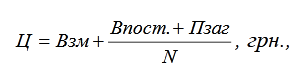 Ц = Взм + (Впост. + Пзаг) / N , грн.,